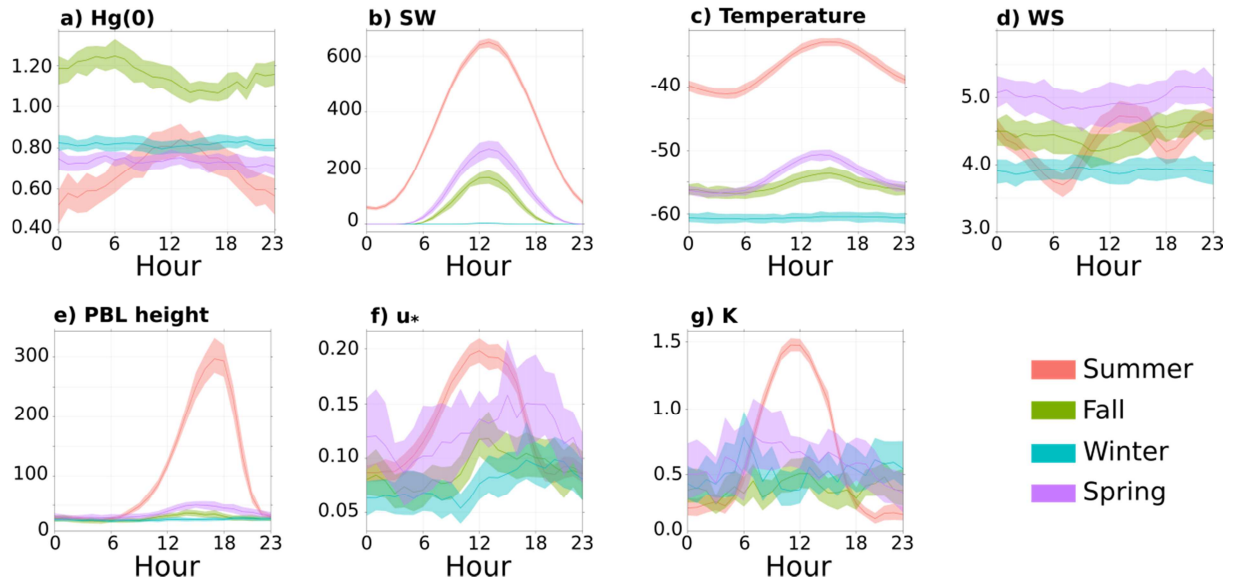 a) Hg(0)
1.20
1.00
0.80
0.60
0.40
0 6 12 18 23
Hour
b) SW
600
400
200
0
0 6 12 18 23
Hour
c) Temperature
-40
-50
-60
0 6 12 18 23
Hour
d) WS
5.0
4.0
3.0
0 6 12 18 23
Hour
e) PBL height
300
200
100
0
0 6 12 18 23
Hour
f) u*
0.20
0.15
0.10
0.05
0 6 12 18 23
Hour
g) K
1.5
1.0
0.5
0.0
0 6 12 18 23
Hour
Summer
Fall
Winter
Spring